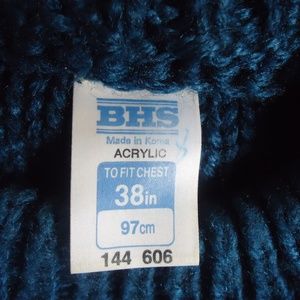 BHS
Made in Korea
ACRYLIC
TO FIT CHEST
38in
97cm
144 606